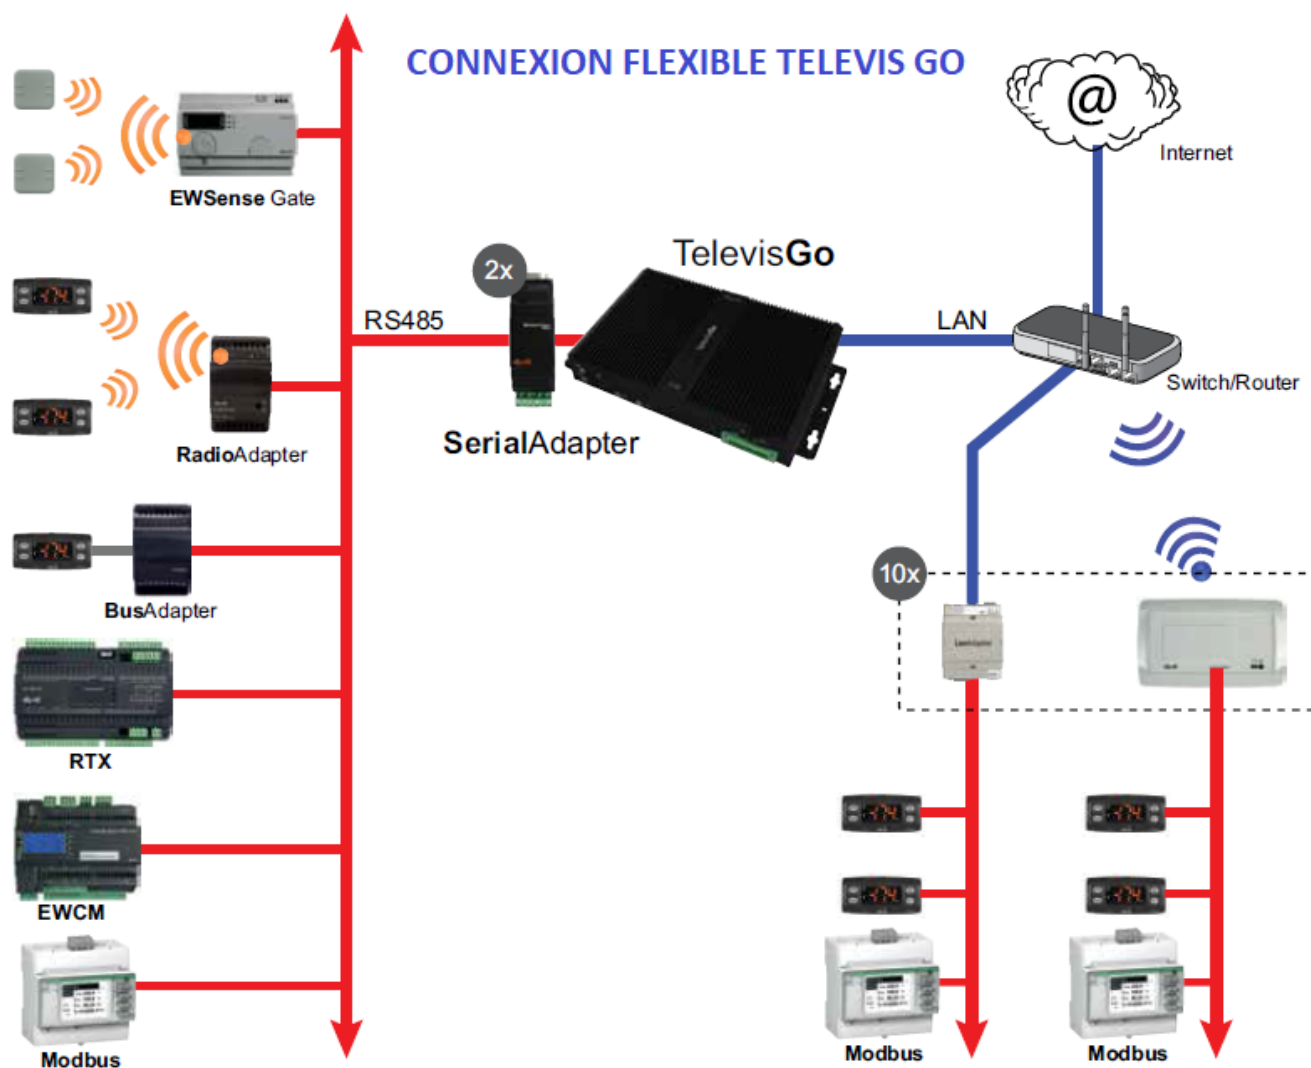 CONNEXION FLEXIBLE TELEVIS GO
@
Internet
EWSense Gate
TelevisGo
2x
RS485
LAN
Switch/Router
SerialAdapter
RadioAdapter
10x
BusAdapter
RTX
EWCM
Modbus
Modbus
Modbus